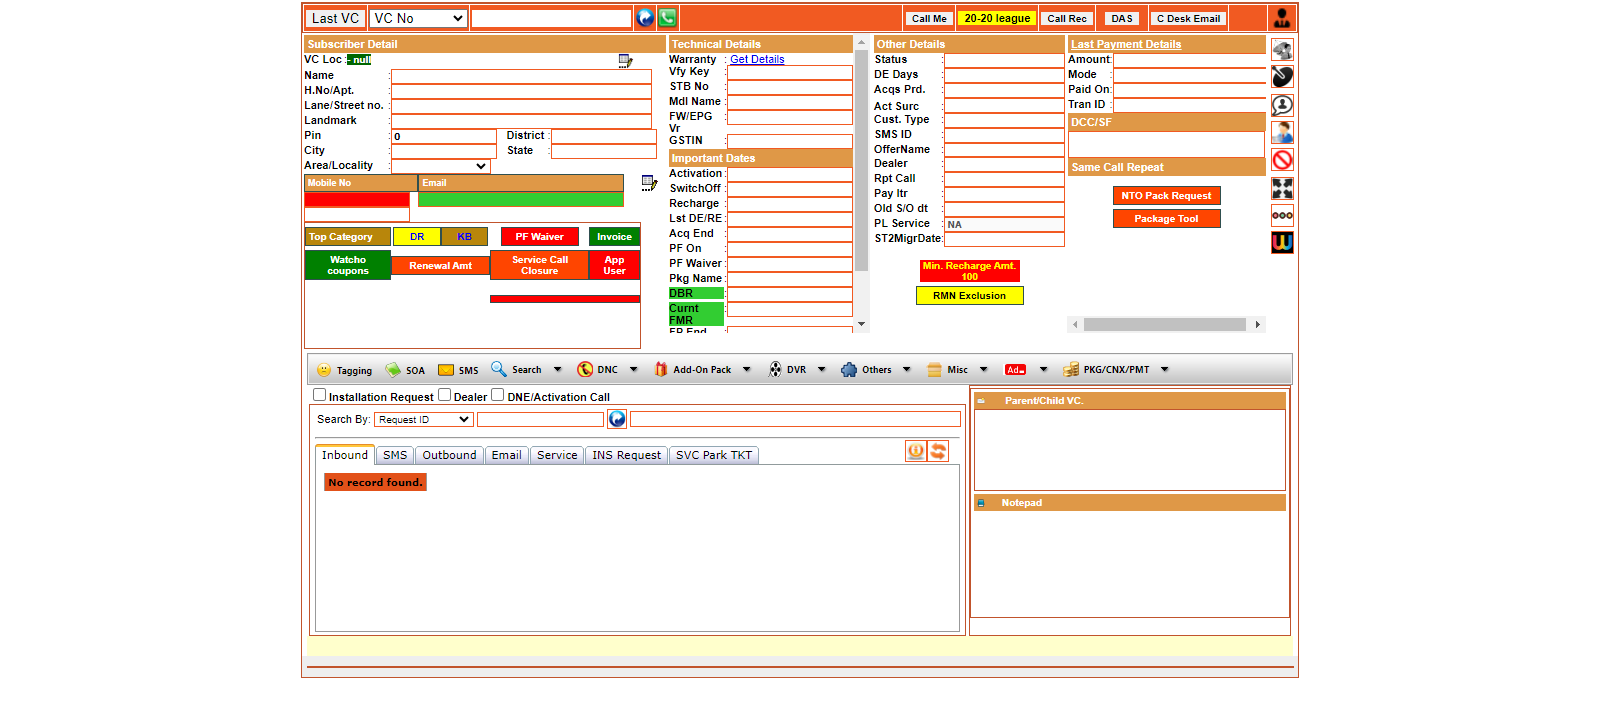 Last VC VC No Call Me 20-20 league Call Rec DAS C Desk Email
Subscriber Detail
VC Loc :- null
Name :
H.No/Apt. :
Lane/Street no. :
Landmark :
Pin : 0 District :
City : State :
Area/Locality :
Mobile No Email
Top Category DR KB PF Waiver Invoice
Watcho coupons Renewal Amt Service Call Closure App User
Technical Details
Warranty : Get Details
Vfy Key :
STB No :
Mdl Name :
FW/EPG Vr :
GSTIN :
Important Dates
Activation :
SwitchOff :
Recharge :
Lst DE/RE :
Acq End :
PF On :
PF Waiver :
Pkg Name :
DBR :
Curnt FMR :
FP End :
Other Details
Status :
DE Days :
Acqs Prd. :
Act Surc :
Cust. Type :
SMS ID :
OfferName :
Dealer :
Rpt Call :
Pay Itr :
Old S/O dt :
PL Service : NA
ST2MigrDate:
Min. Recharge Amt. 100
RMN Exclusion
Last Payment Details
Amount:
Mode :
Paid On:
Tran ID :
DCC/SF
Same Call Repeat
NTO Pack Request
Package Tool
Tagging SOA SMS Search DNC Add-On Pack DVR Others Misc Ad PKG/CNX/PMT
Installation Request Dealer DNE/Activation Call
Search By: Request ID
Inbound SMS Outbound Email Service INS Request SVC Park TKT
No record found.
Parent/Child VC.
Notepad